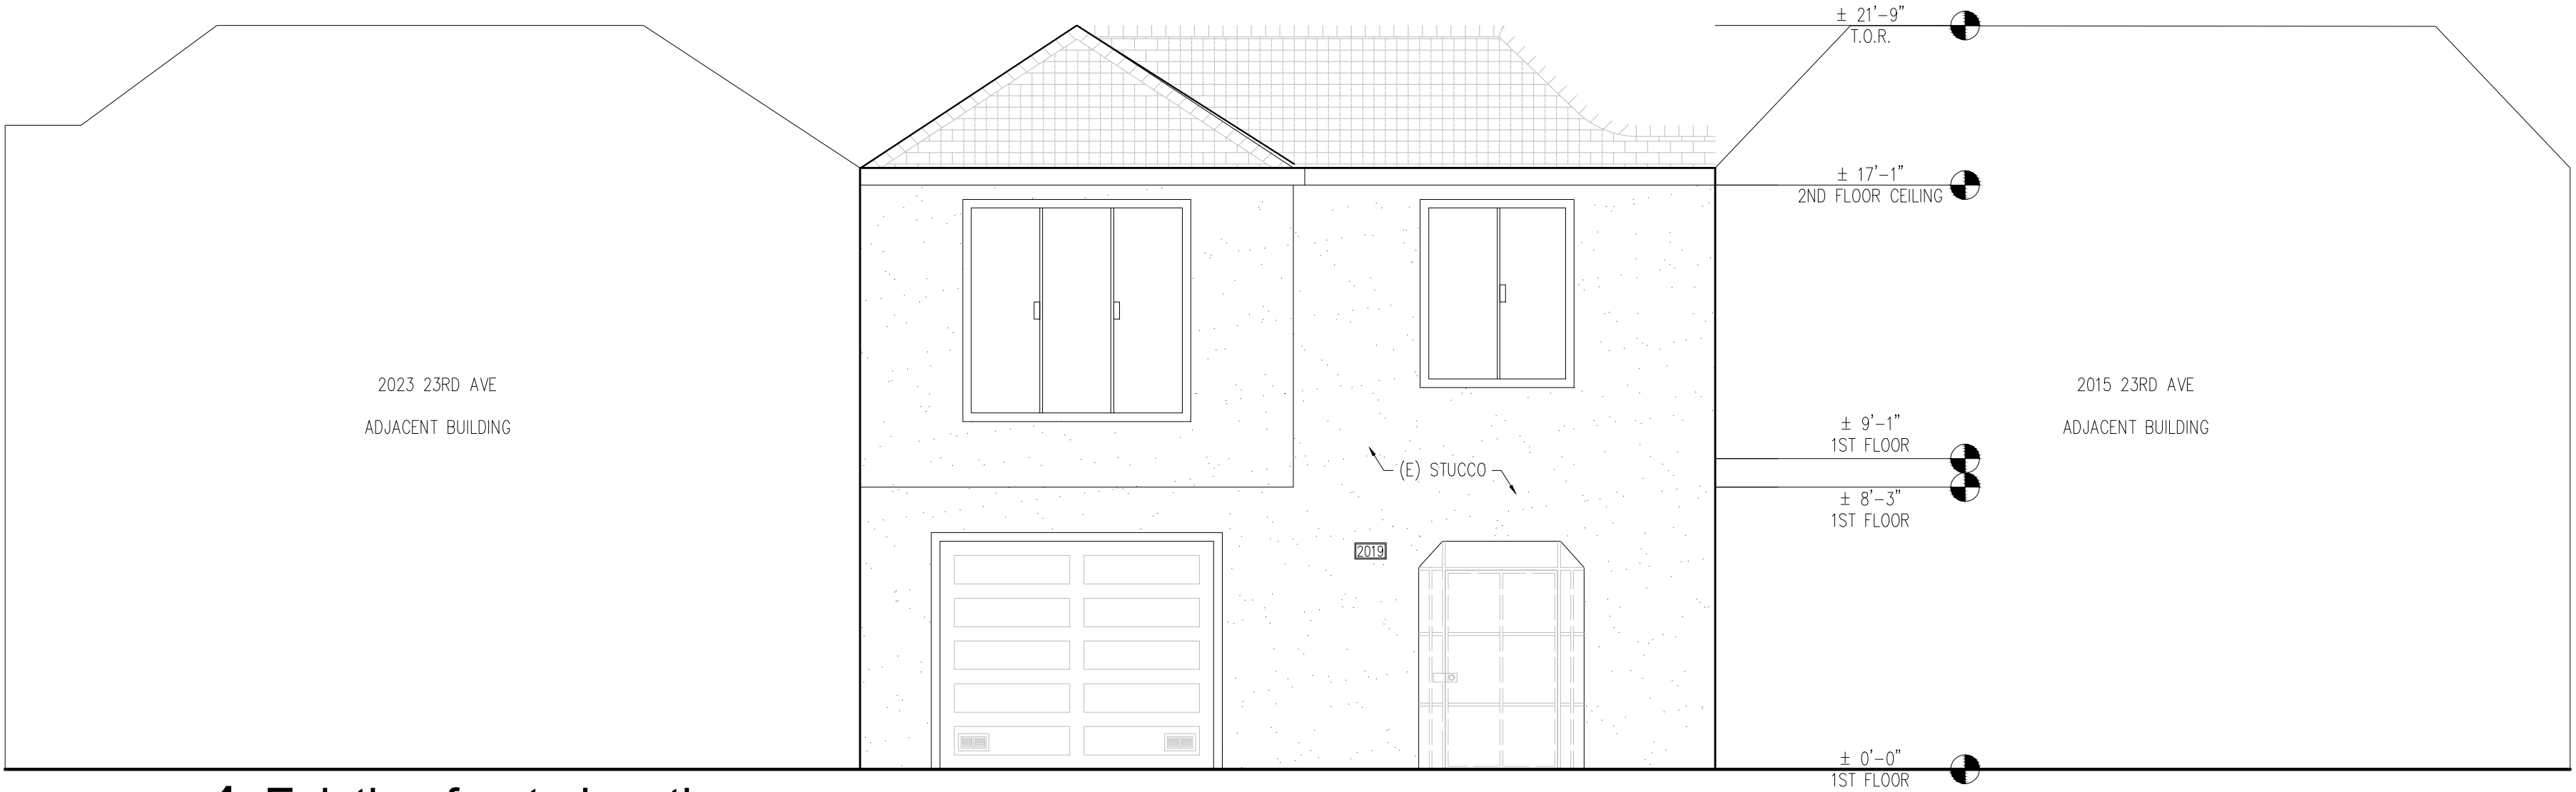 ± 21'-9"
T.O.R.
± 17'-1"
2ND FLOOR CEILING
2023 23RD AVE
ADJACENT BUILDING
2015 23RD AVE
ADJACENT BUILDING
± 9'-1"
1ST FLOOR
(E) STUCCO
± 8'-3"
1ST FLOOR
2019
± 0'-0"
1ST FLOOR